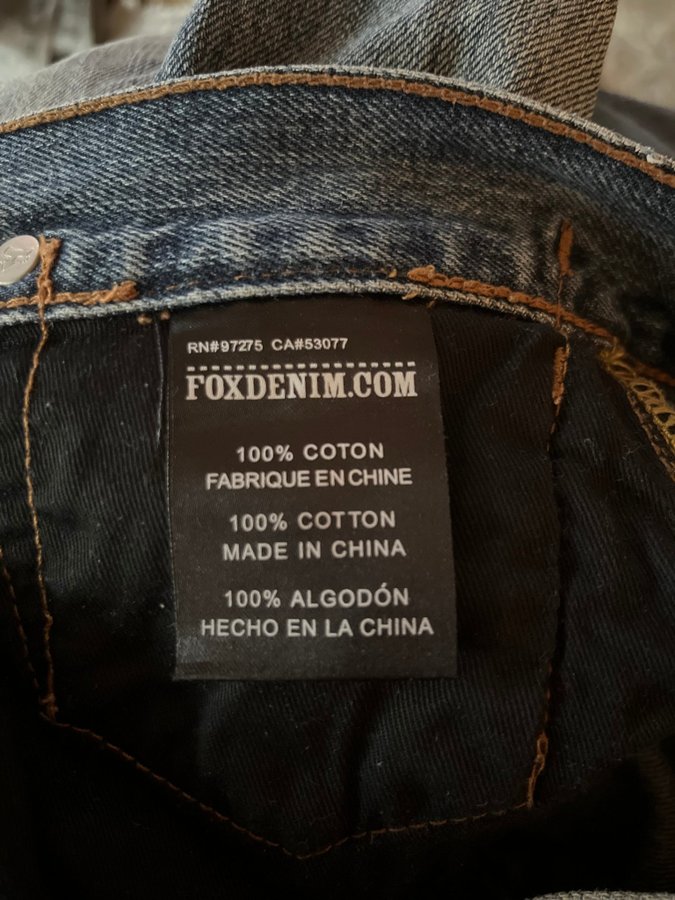 RN#97275 CA#53077
FOXDENIM.COM
100% COTON
FABRIQUE EN CHINE
100% COTTON
MADE IN CHINA
100% ALGODÓN
HECHO EN LA CHINA